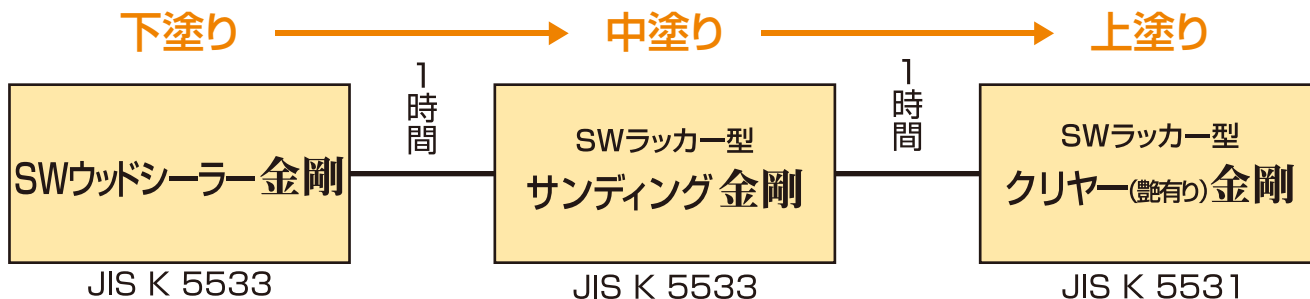 下塗り
中塗り
上塗り
1時間
1時間
SWウッドシーラー金剛
SWラッカー型
サンディング金剛
SWラッカー型
クリヤー(艶有り)金剛
JIS K 5533
JIS K 5533
JIS K 5531